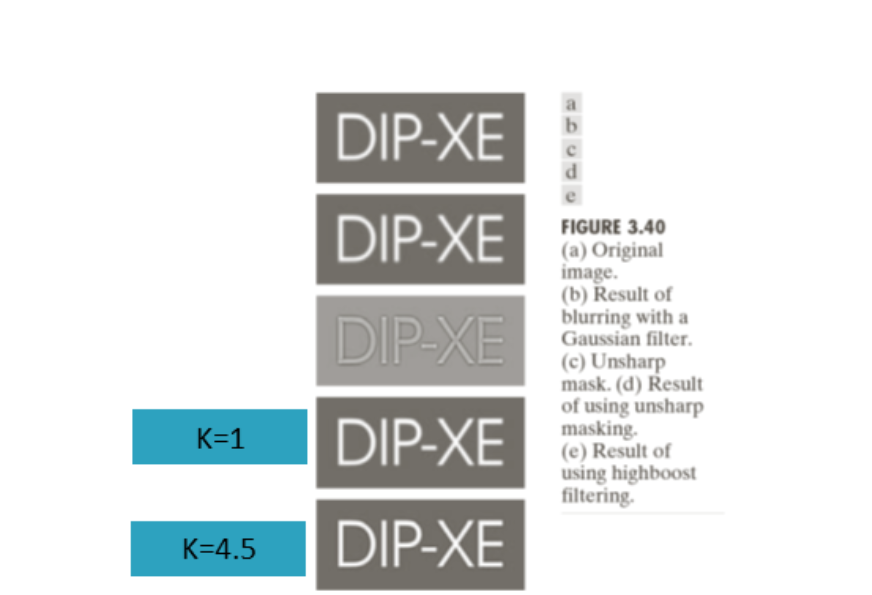 DIP-XE
DIP-XE
DIP-XE
K=1
DIP-XE
K=4.5
DIP-XE
a
b
c
d
e
FIGURE 3.40
(a) Original
image.
(b) Result of
blurring with a
Gaussian filter.
(c) Unsharp
mask. (d) Result
of using unsharp
masking.
(e) Result of
using highboost
filtering.